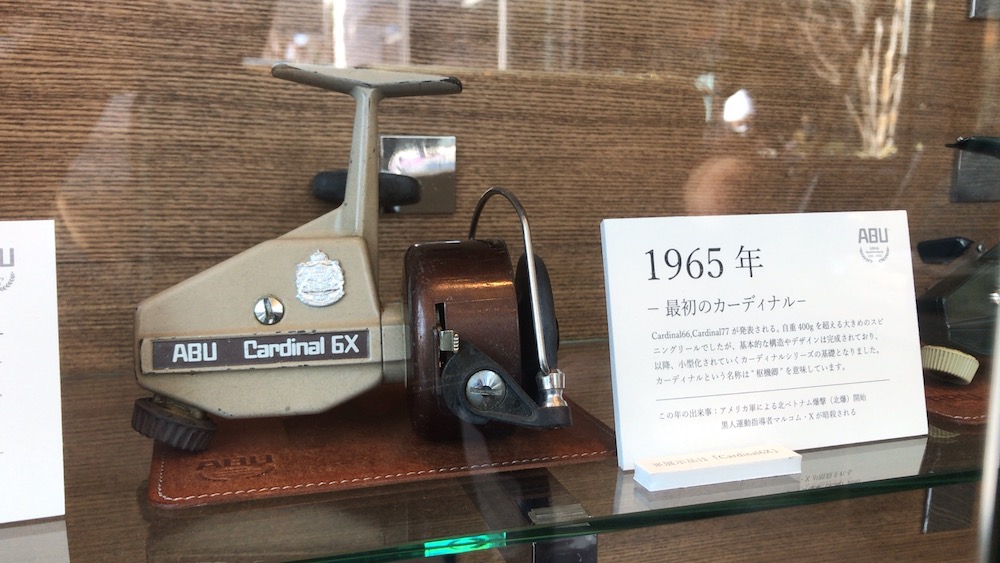 ABU Cardinal 6X
ABU
ABU
1965 年
− 最初のカーディナル −
Cardinal66,Cardinal77 が発表される。自重 400g を超える大きめのスピ
ニングリールでしたが、基本的な構造やデザインは完成されており、
以降、小型化されていくカーディナルシリーズの基礎となりました。
カーディナルという名称は " 枢機卿 " を意味しています。
この年の出来事：アメリカ軍による北ベトナム爆撃（北爆）開始
黒人運動指導者マルコム・X が暗殺される